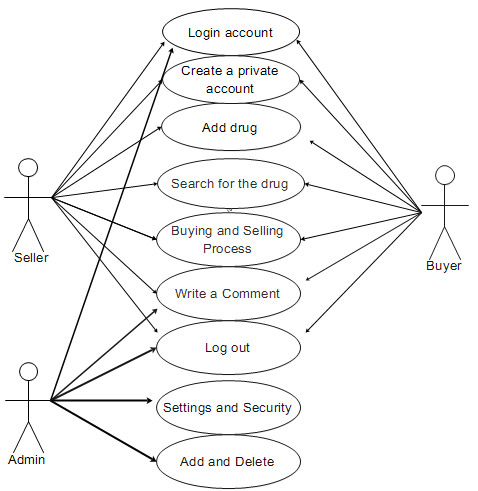 Login account
Create a private
account
Add drug
Search for the drug
Buying and Selling
Process
Seller
Buyer
Write a Comment
Log out
Settings and Security
Admin
Add and Delete